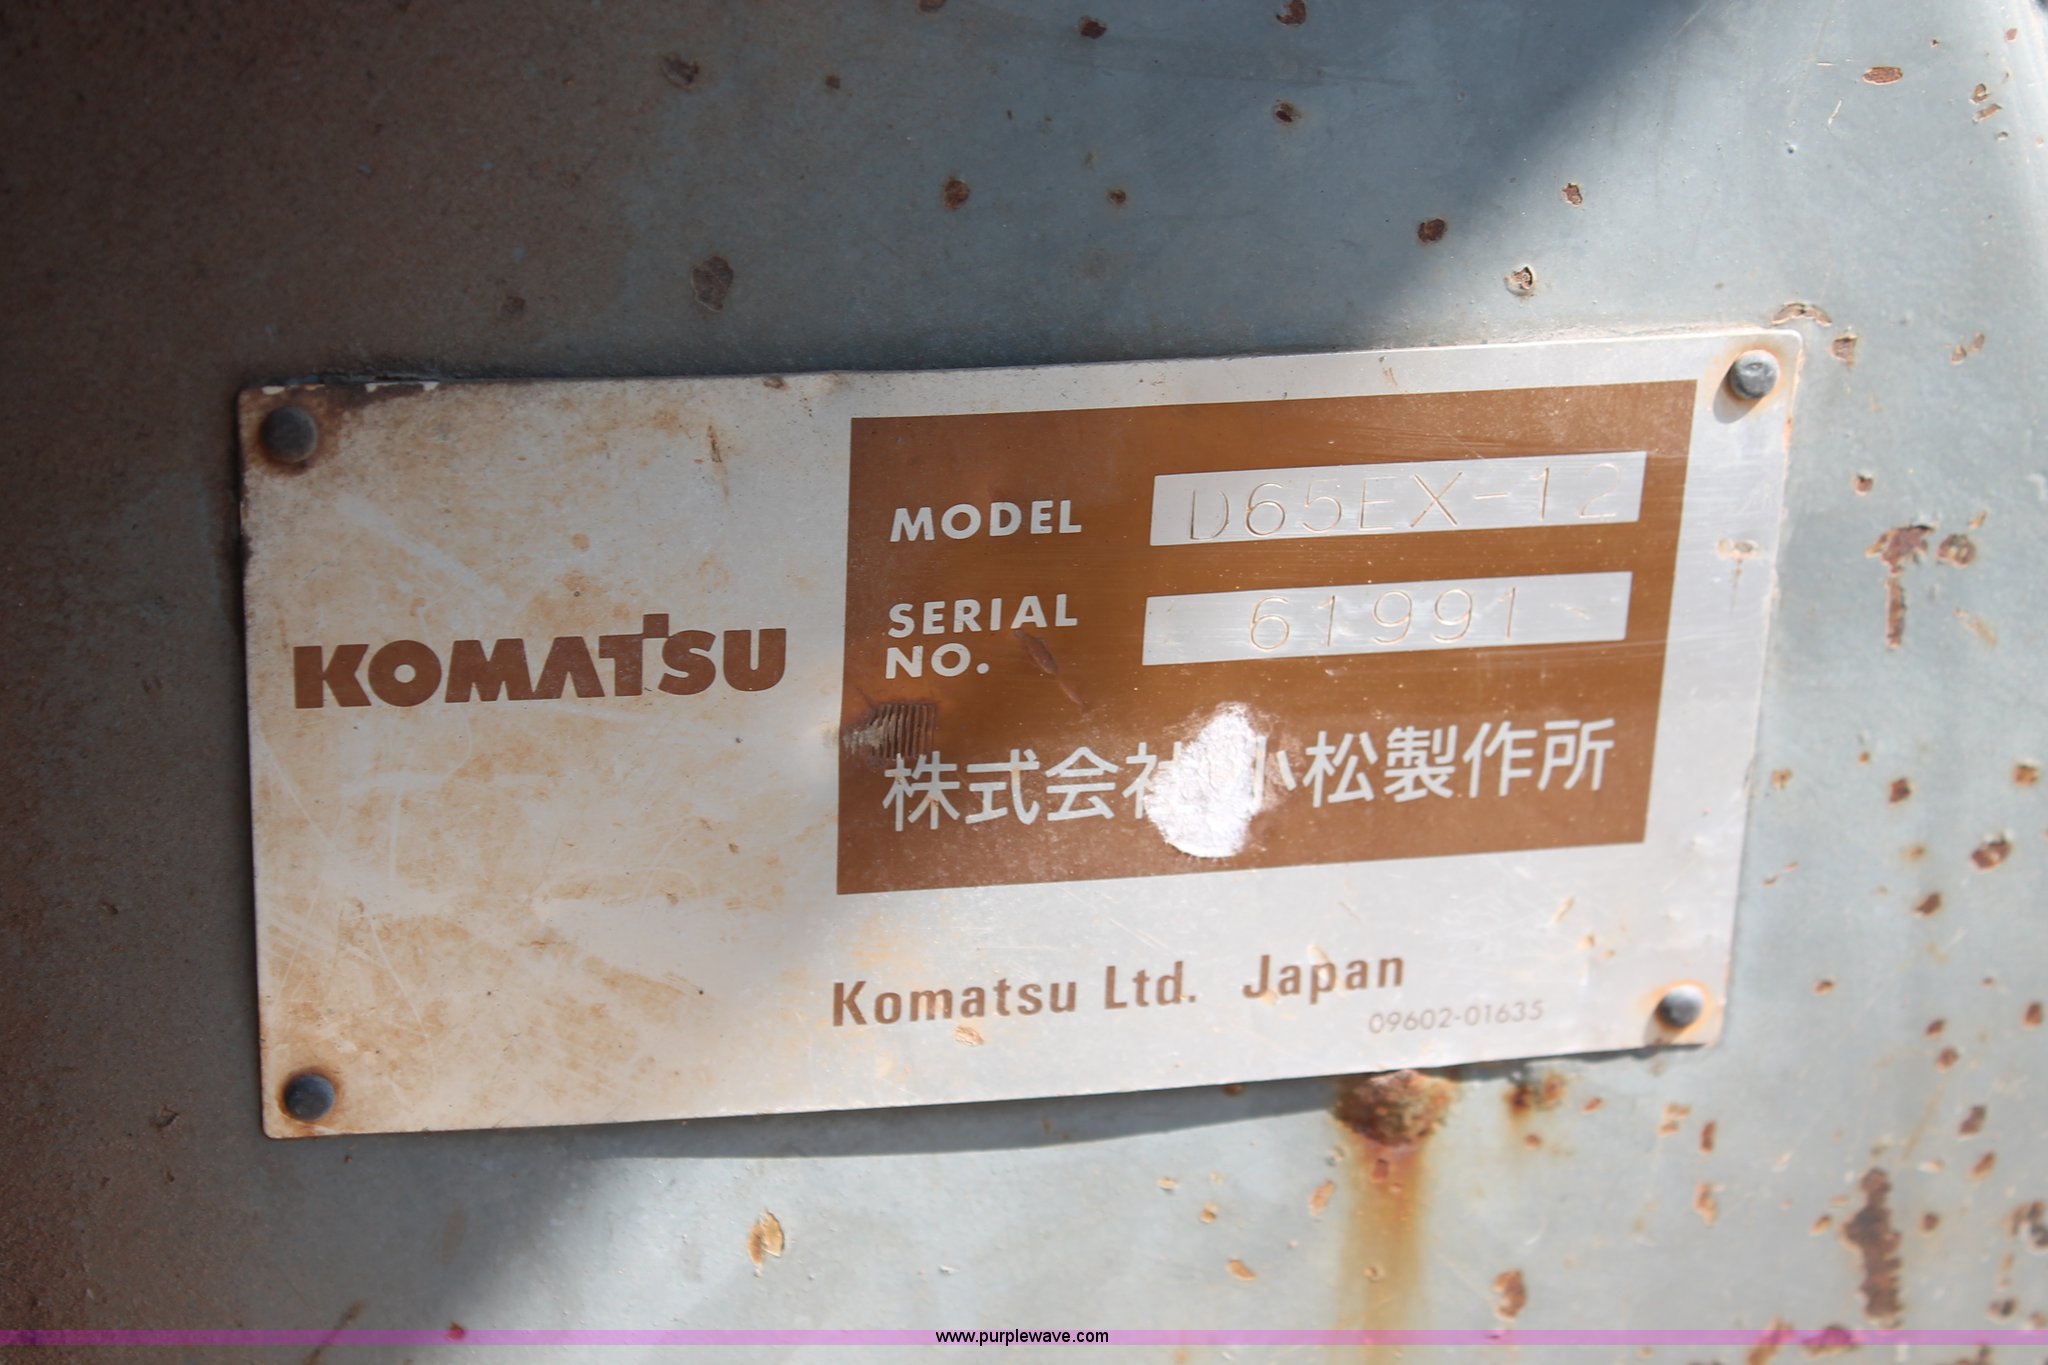 KOMATSU
MODEL D65EX-12
SERIAL NO. 61991
株式会社 小松製作所
Komatsu Ltd. Japan
09602-01635
www.purplewave.com